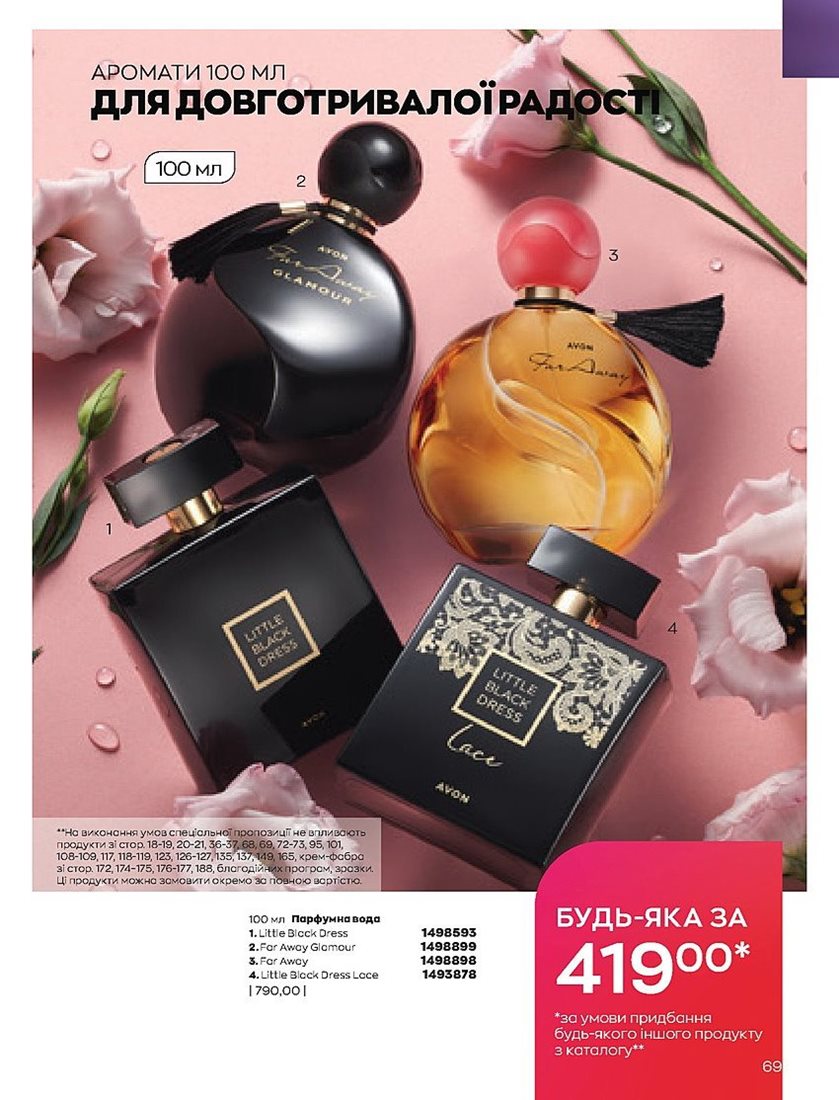 АРОМАТИ 100 МЛ
ДЛЯ ДОВГОТРИВАЛОЇ РАДОСТІ
100 мл
2
AVON
Far Away
GLAMOUR
3
AVON
Far Away
1
LITTLE
BLACK
DRESS
AVON
4
LITTLE
BLACK
DRESS
Lace
AVON
**На виконання умов спеціальної пропозиції не впливають
продукти зі стор. 18-19, 20-21, 36-37, 68, 69, 72-73, 95, 101,
108-109, 117, 118-119, 123, 126-127, 135, 137, 149, 165, крем-фарба
зі стор. 172, 174-175, 176-177, 188, благодійних програм, зразки.
Ці продукти можна замовити окремо за повною вартістю.
100 мл Парфумна вода
1. Little Black Dress 1498593
2. Far Away Glamour 1498899
3. Far Away 1498898
4. Little Black Dress Lace 1493878
| 790,00 |
БУДЬ-ЯКА ЗА
419⁰⁰*
*за умови придбання
будь-якого іншого продукту
з каталогу**
69